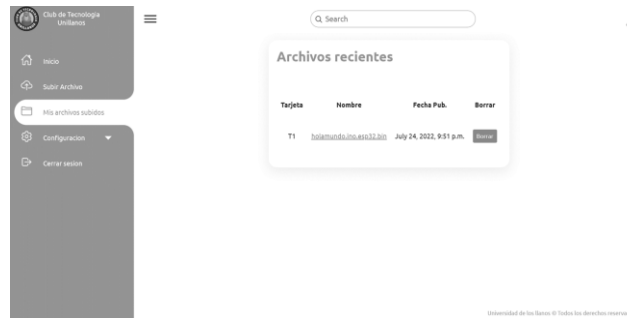 Club de Tecnologia
Unillanos
Search
Inicio
Subir Archivo
Mis archivos subidos
Configuracion
Cerrar sesion
Archivos recientes
Tarjeta Nombre Fecha Pub. Borrar
T1 holamundo.ino.esp32.bin July 24, 2022, 9:51 p.m. Borrar
Universidad de los llanos © Todos los derechos reserva